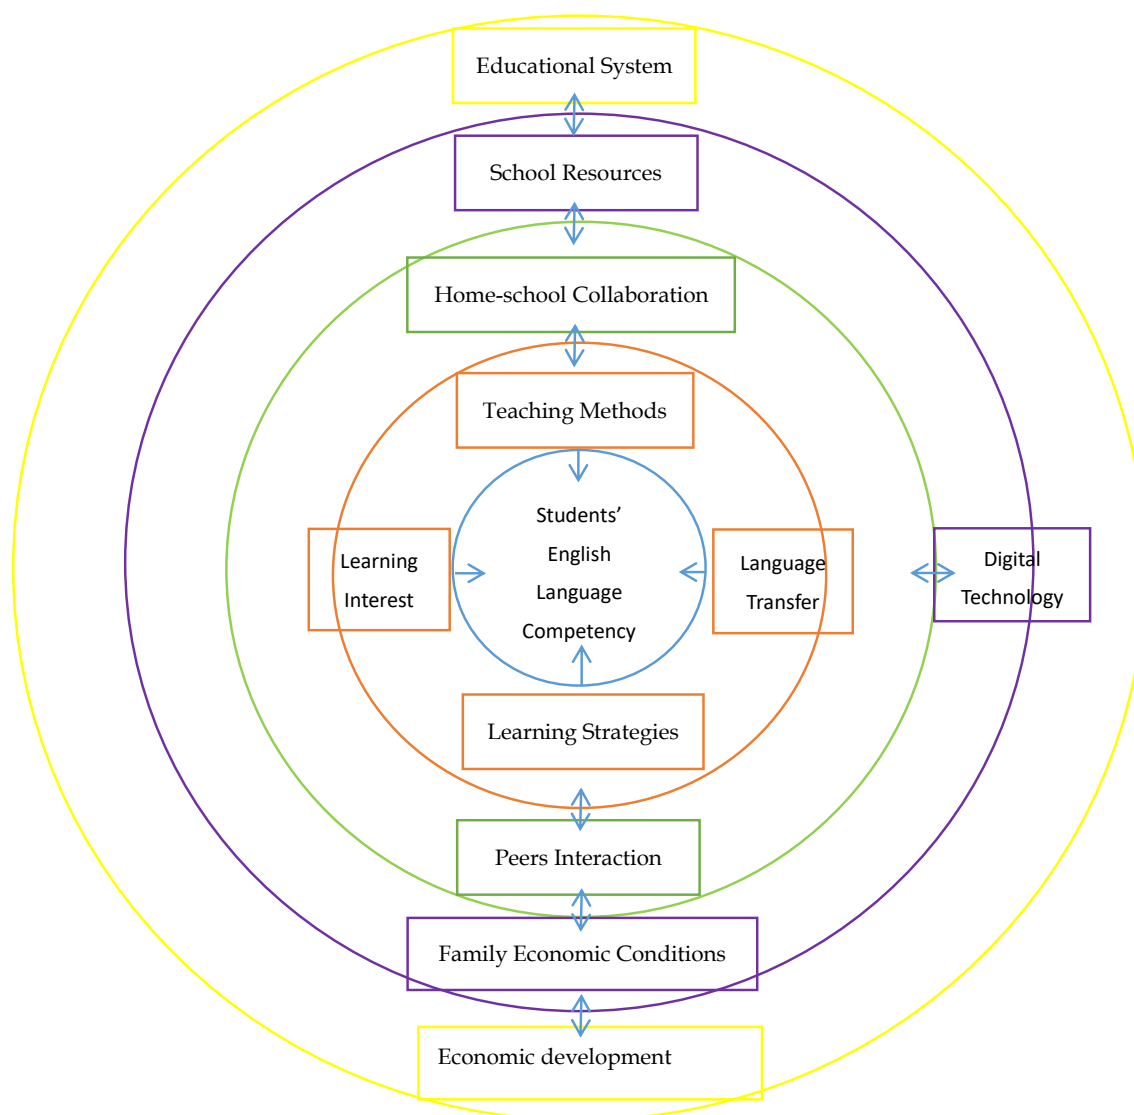 Educational System
School Resources
Home-school Collaboration
Teaching Methods
Students’
English
Language
Competency
Learning
Interest
Language
Transfer
Digital
Technology
Learning Strategies
Peers Interaction
Family Economic Conditions
Economic development